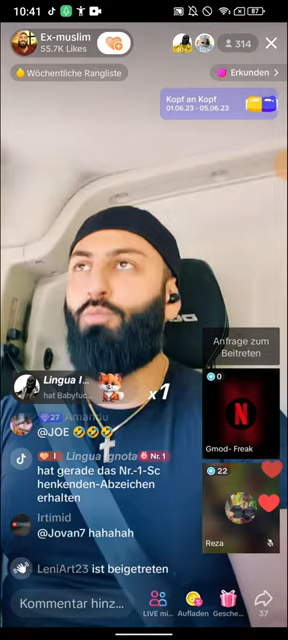 10:41
87
Ex-muslim
55.7K Likes
314
Wöchentliche Rangliste
Erkunden >
Kopf an Kopf
01.06.23 - 05.06.23
Anfrage zum
Beitreten
0
N
Gmod- Freak
22
Reza
Lingua I...
hat Babyfuc...
x1
27 Amandu
@JOE 🤣🤣🤣
Lingua Ignota Nr. 1
hat gerade das Nr.-1-Sc
henkenden-Abzeichen
erhalten
Irtimid
@Jovan7 hahahah
LeniArt23 ist beigetreten
Kommentar hinz...
LIVE mi...
Aufladen
Gesche...
37